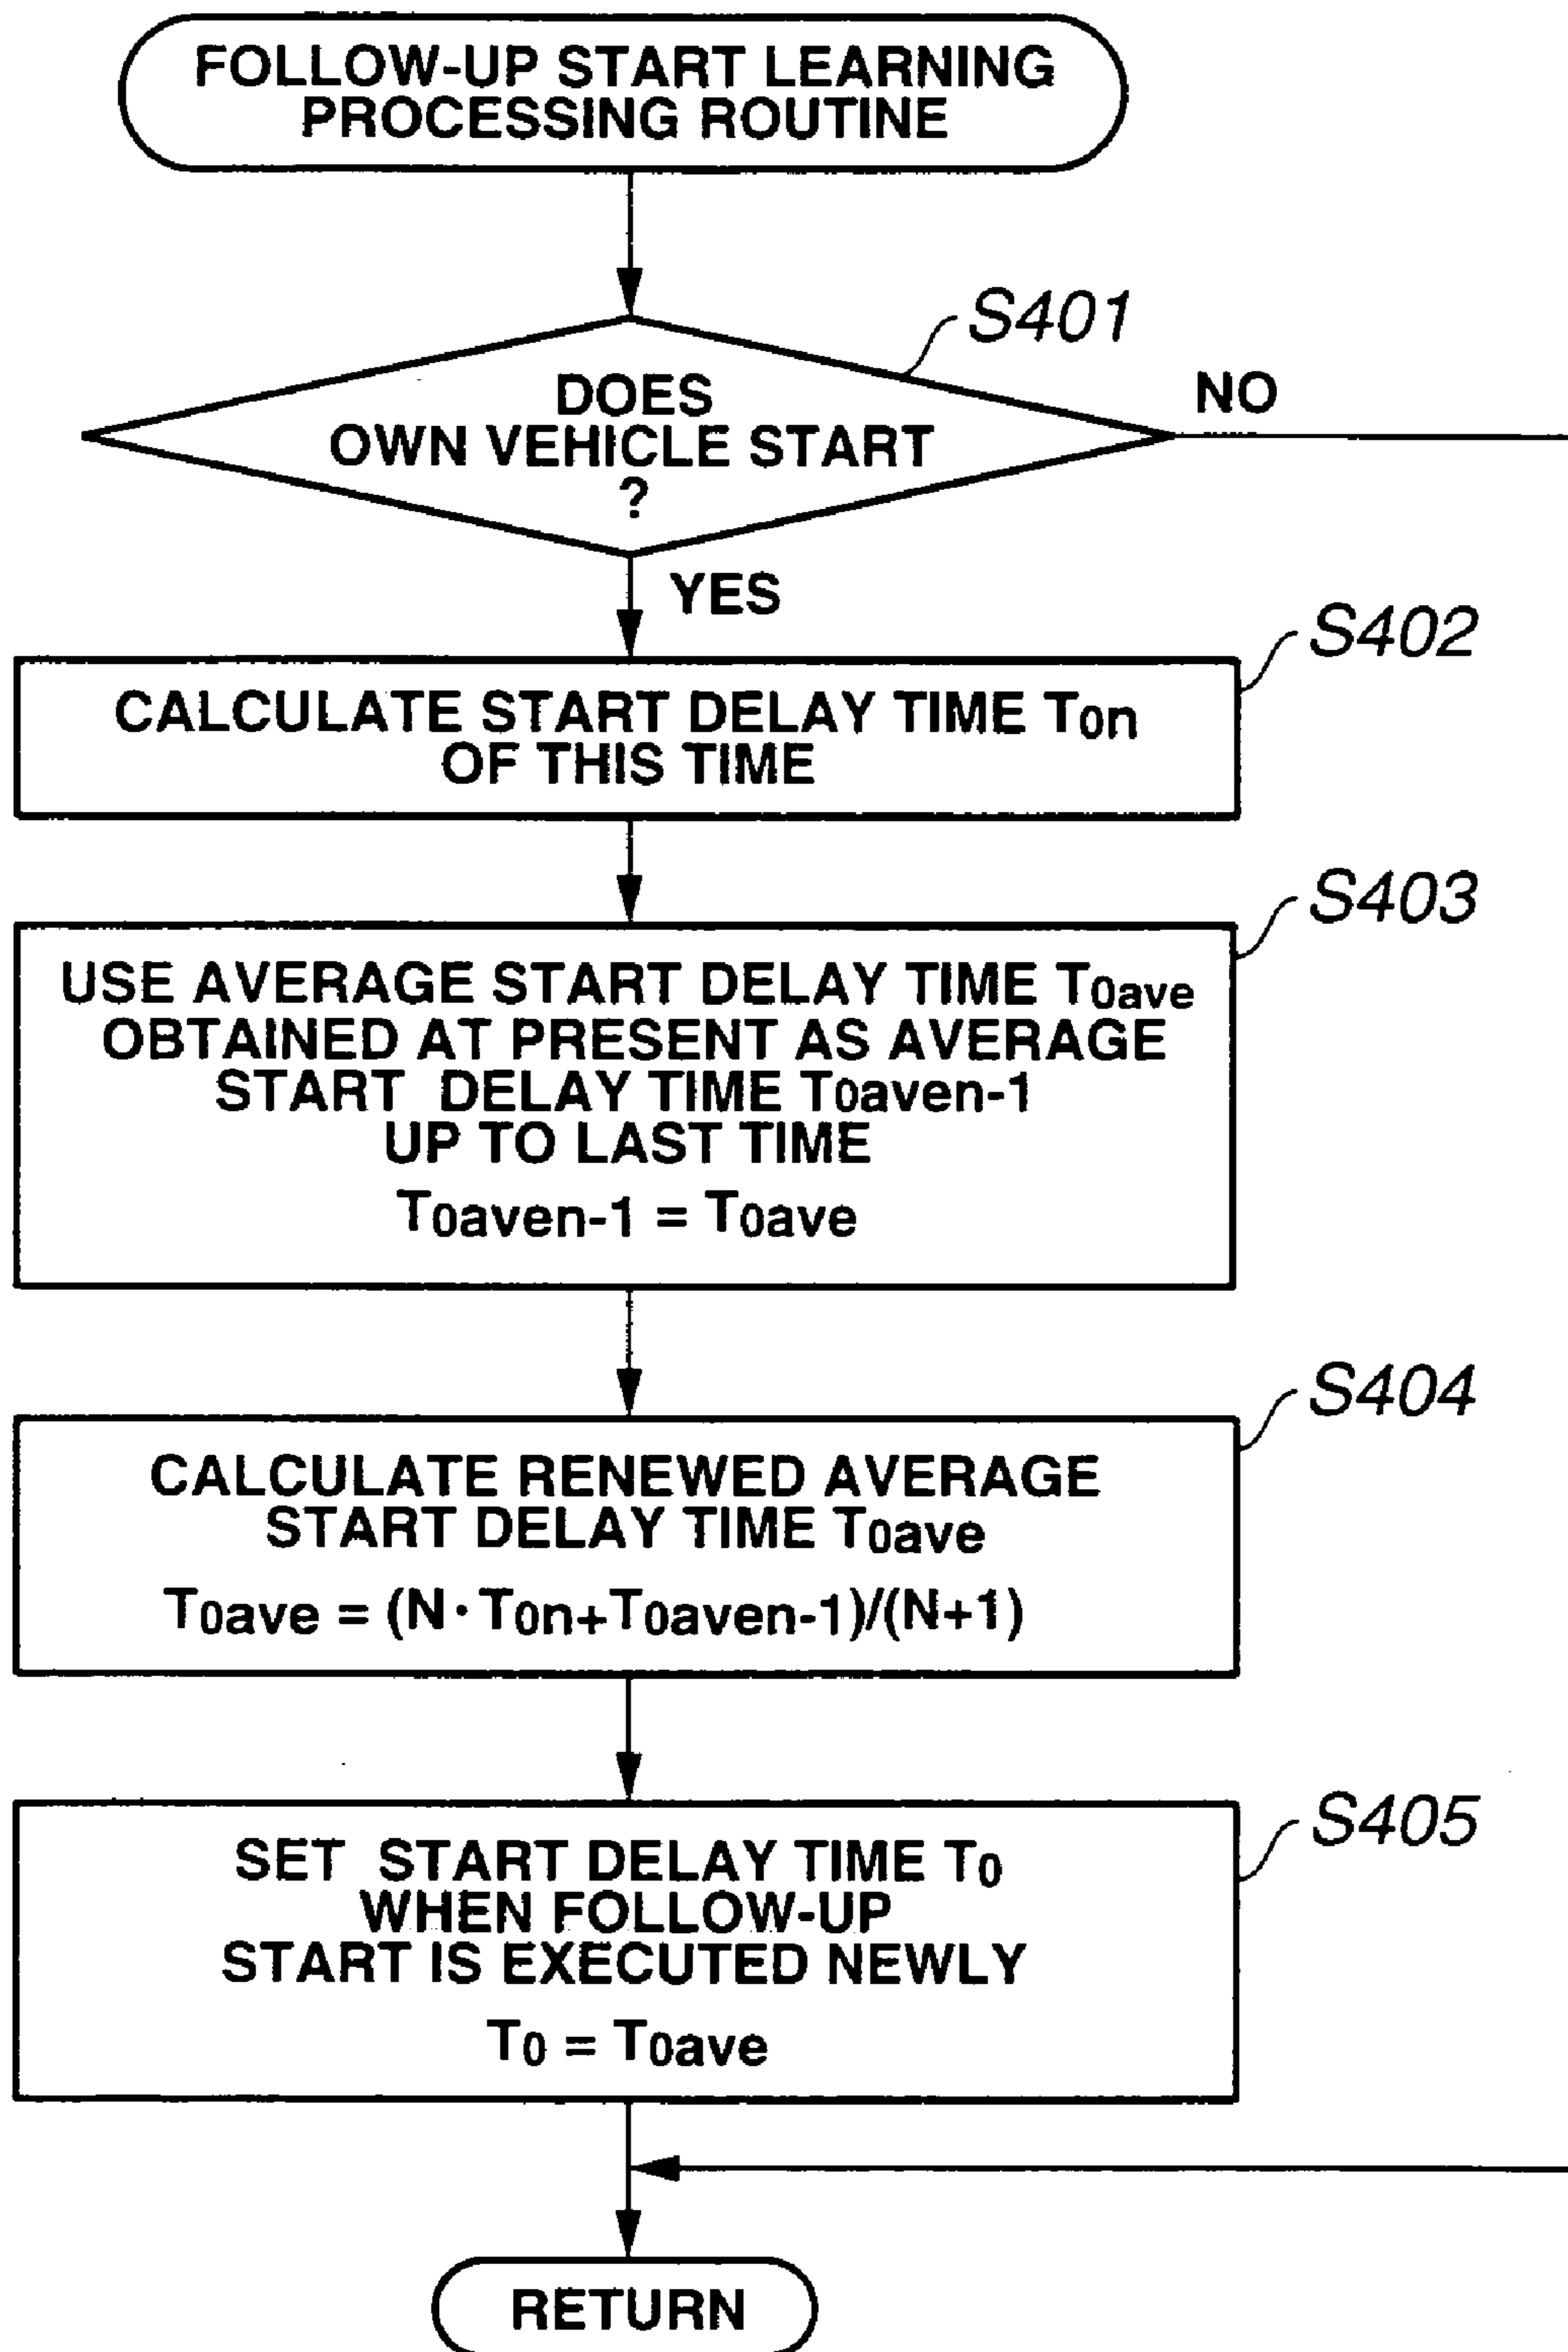 FOLLOW-UP START LEARNING
PROCESSING ROUTINE
S401
DOES
OWN VEHICLE START
?
NO
YES
S402
CALCULATE START DELAY TIME T0n
OF THIS TIME
S403
USE AVERAGE START DELAY TIME T0ave
OBTAINED AT PRESENT AS AVERAGE
START DELAY TIME T0aven-1
UP TO LAST TIME
T0aven-1 = T0ave
S404
CALCULATE RENEWED AVERAGE
START DELAY TIME T0ave
T0ave = (N·T0n+T0aven-1)/(N+1)
S405
SET START DELAY TIME T0
WHEN FOLLOW-UP
START IS EXECUTED NEWLY
T0 = T0ave
RETURN